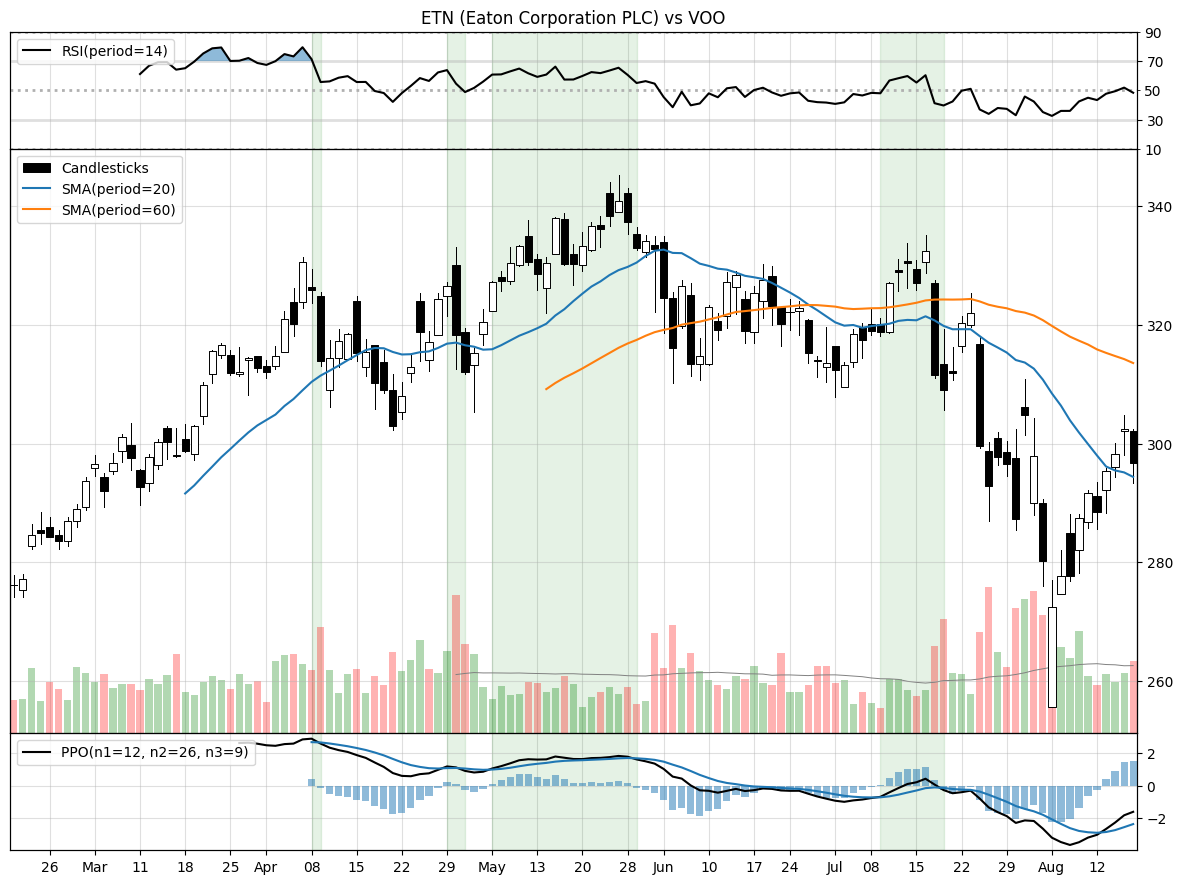 ETN (Eaton Corporation PLC) vs VOO
RSI(period=14)
90
70
50
30
10
Candlesticks
SMA(period=20)
SMA(period=60)
340
320
300
280
260
PPO(n1=12, n2=26, n3=9)
2
0
−2
26 Mar 11 18 25 Apr 08 15 22 29 May 13 20 28 Jun 10 17 24 Jul 08 15 22 29 Aug 12